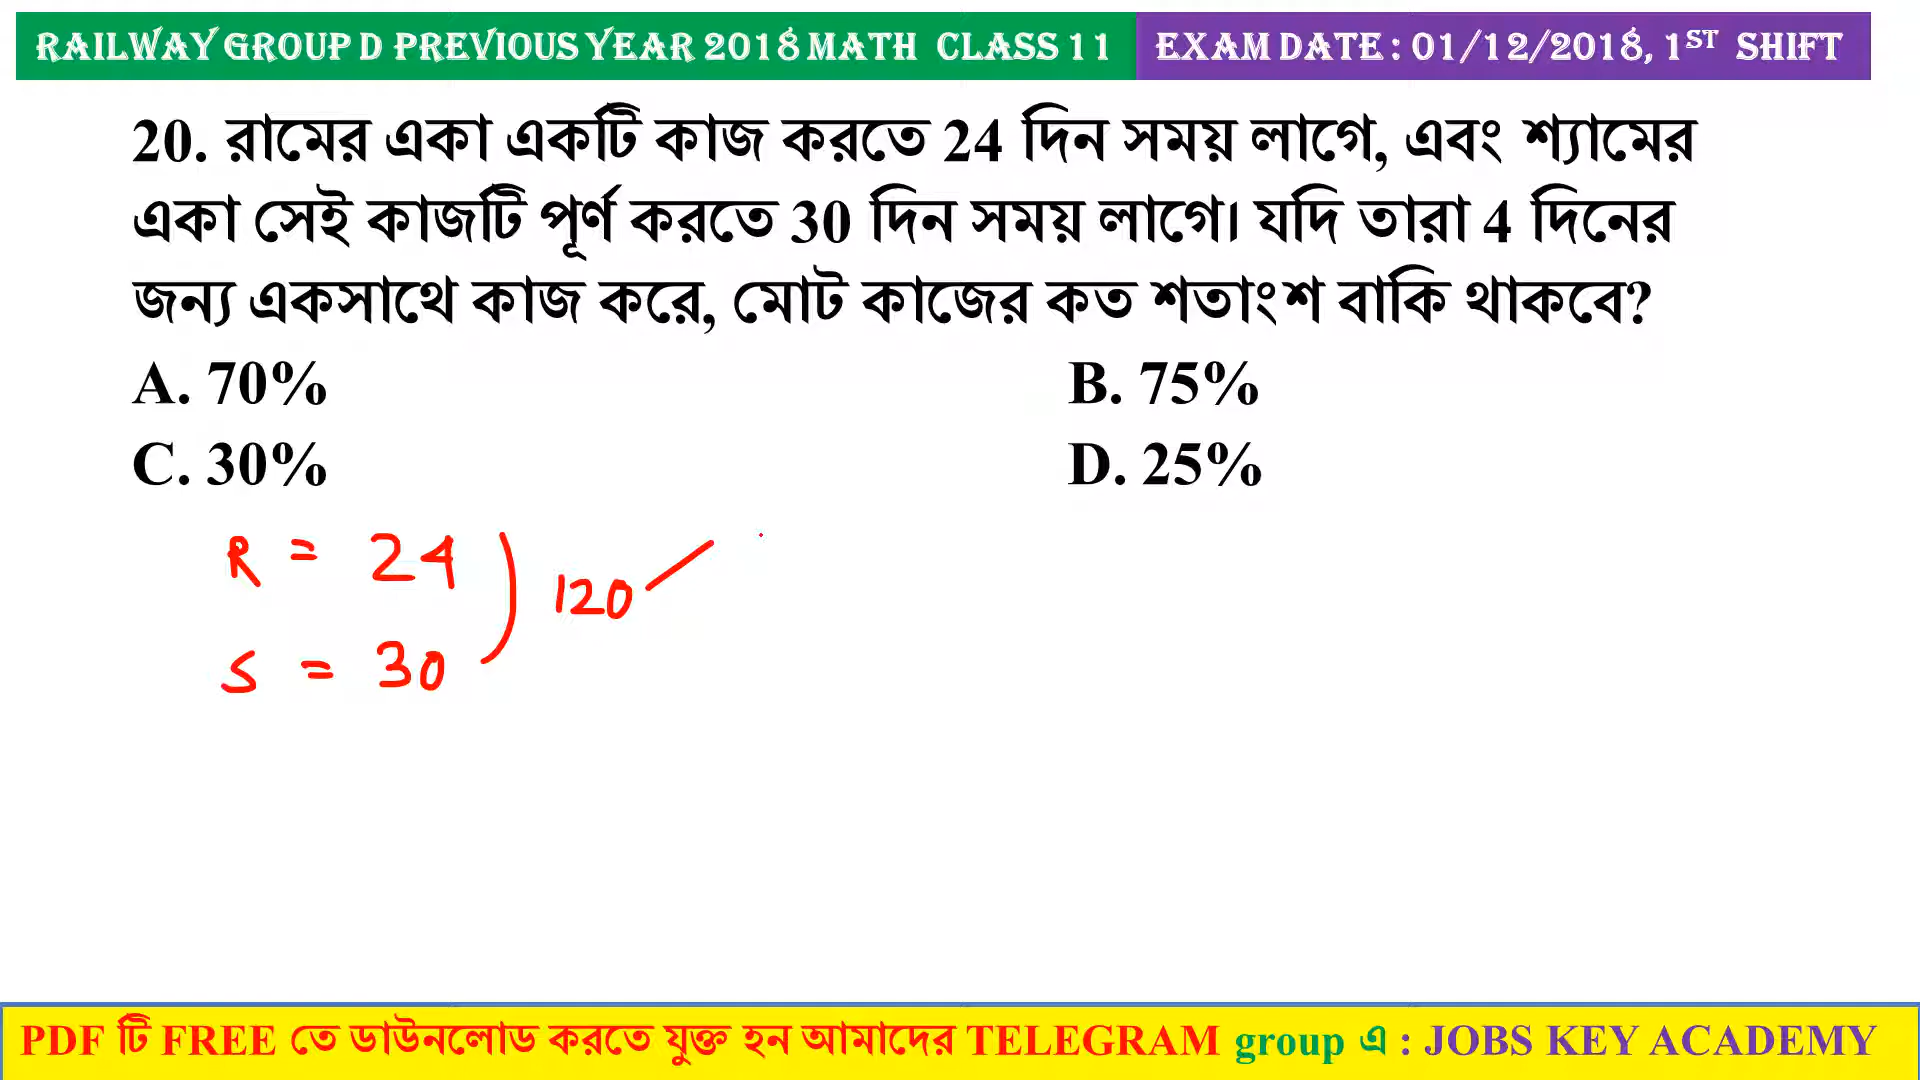 RAILWAY GROUP D PREVIOUS YEAR 2018 MATH CLASS 11 EXAM DATE : 01/12/2018, 1ST SHIFT
20. রামের একা একটি কাজ করতে 24 দিন সময় লাগে, এবং শ্যামের
একা সেই কাজটি পূর্ণ করতে 30 দিন সময় লাগে। যদি তারা 4 দিনের
জন্য একসাথে কাজ করে, মোট কাজের কত শতাংশ বাকি থাকবে?
A. 70% B. 75%
C. 30% D. 25%
R = 24
120
S = 30
PDF টি FREE তে ডাউনলোড করতে যুক্ত হন আমাদের TELEGRAM group এ : JOBS KEY ACADEMY